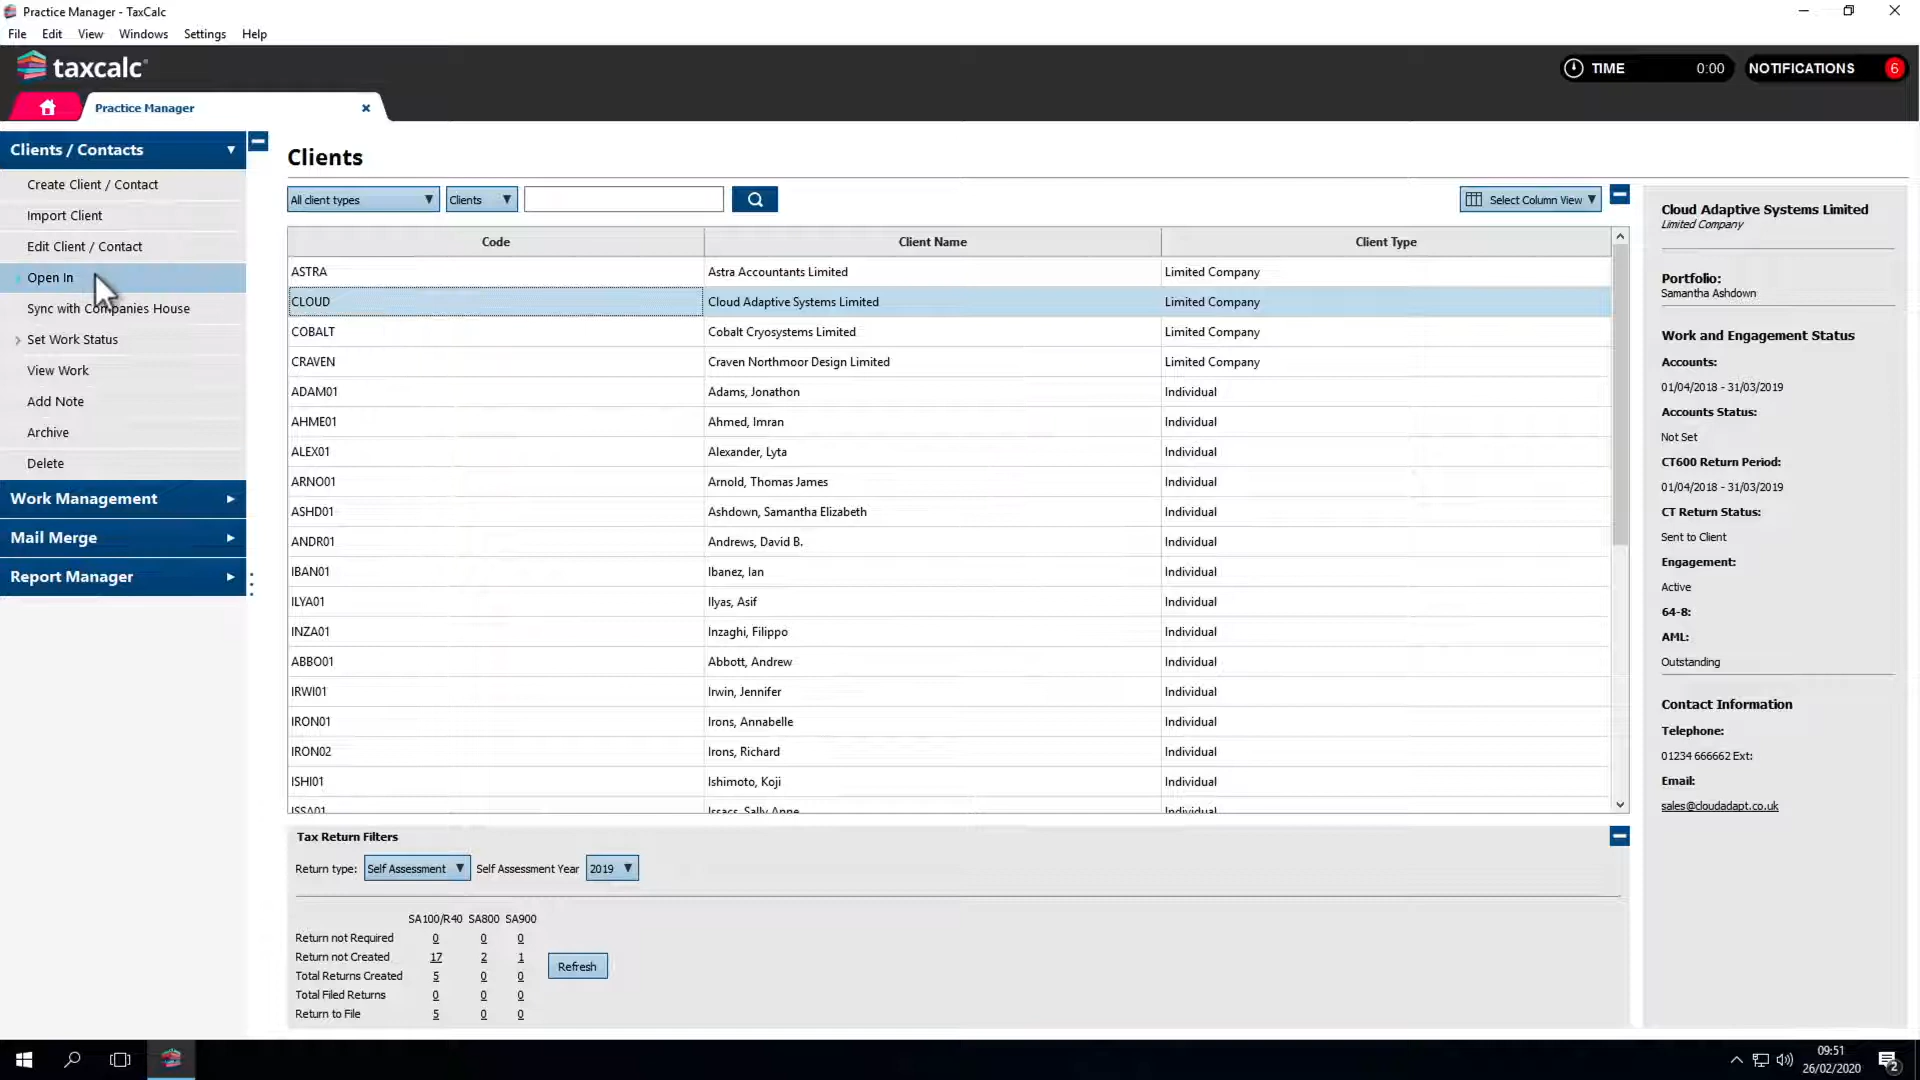 Practice Manager - TaxCalc
File Edit View Windows Settings Help
taxcalc
TIME 0:00 NOTIFICATIONS 6
Practice Manager
Clients / Contacts
Create Client / Contact
Import Client
Edit Client / Contact
Open In
Sync with Companies House
Set Work Status
View Work
Add Note
Archive
Delete
Work Management
Mail Merge
Report Manager
Clients
All client types Clients Select Column View
Code Client Name Client Type
ASTRA Astra Accountants Limited Limited Company
CLOUD Cloud Adaptive Systems Limited Limited Company
COBALT Cobalt Cryosystems Limited Limited Company
CRAVEN Craven Northmoor Design Limited Limited Company
ADAM01 Adams, Jonathon Individual
AHME01 Ahmed, Imran Individual
ALEX01 Alexander, Lyta Individual
ARNO01 Arnold, Thomas James Individual
ASHD01 Ashdown, Samantha Elizabeth Individual
ANDR01 Andrews, David B. Individual
IBAN01 Ibanez, Ian Individual
ILYA01 Ilyas, Asif Individual
INZA01 Inzaghi, Filippo Individual
ABBO01 Abbott, Andrew Individual
IRWI01 Irwin, Jennifer Individual
IRON01 Irons, Annabelle Individual
IRON02 Irons, Richard Individual
ISHI01 Ishimoto, Koji Individual
ISSA01 Issacs, Sally Anne Individual
Tax Return Filters
Return type: Self Assessment Self Assessment Year 2019
SA100/R40 SA800 SA900
Return not Required 0 0 0
Return not Created 17 2 1
Total Returns Created 5 0 0
Total Filed Returns 0 0 0
Return to File 5 0 0
Refresh
Cloud Adaptive Systems Limited
Limited Company
Portfolio:
Samantha Ashdown
Work and Engagement Status
Accounts:
01/04/2018 - 31/03/2019
Accounts Status:
Not Set
CT600 Return Period:
01/04/2018 - 31/03/2019
CT Return Status:
Sent to Client
Engagement:
Active
64-8:
AML:
Outstanding
Contact Information
Telephone:
01234 666662 Ext:
Email:
sales@cloudadapt.co.uk
09:51
26/02/2020
2